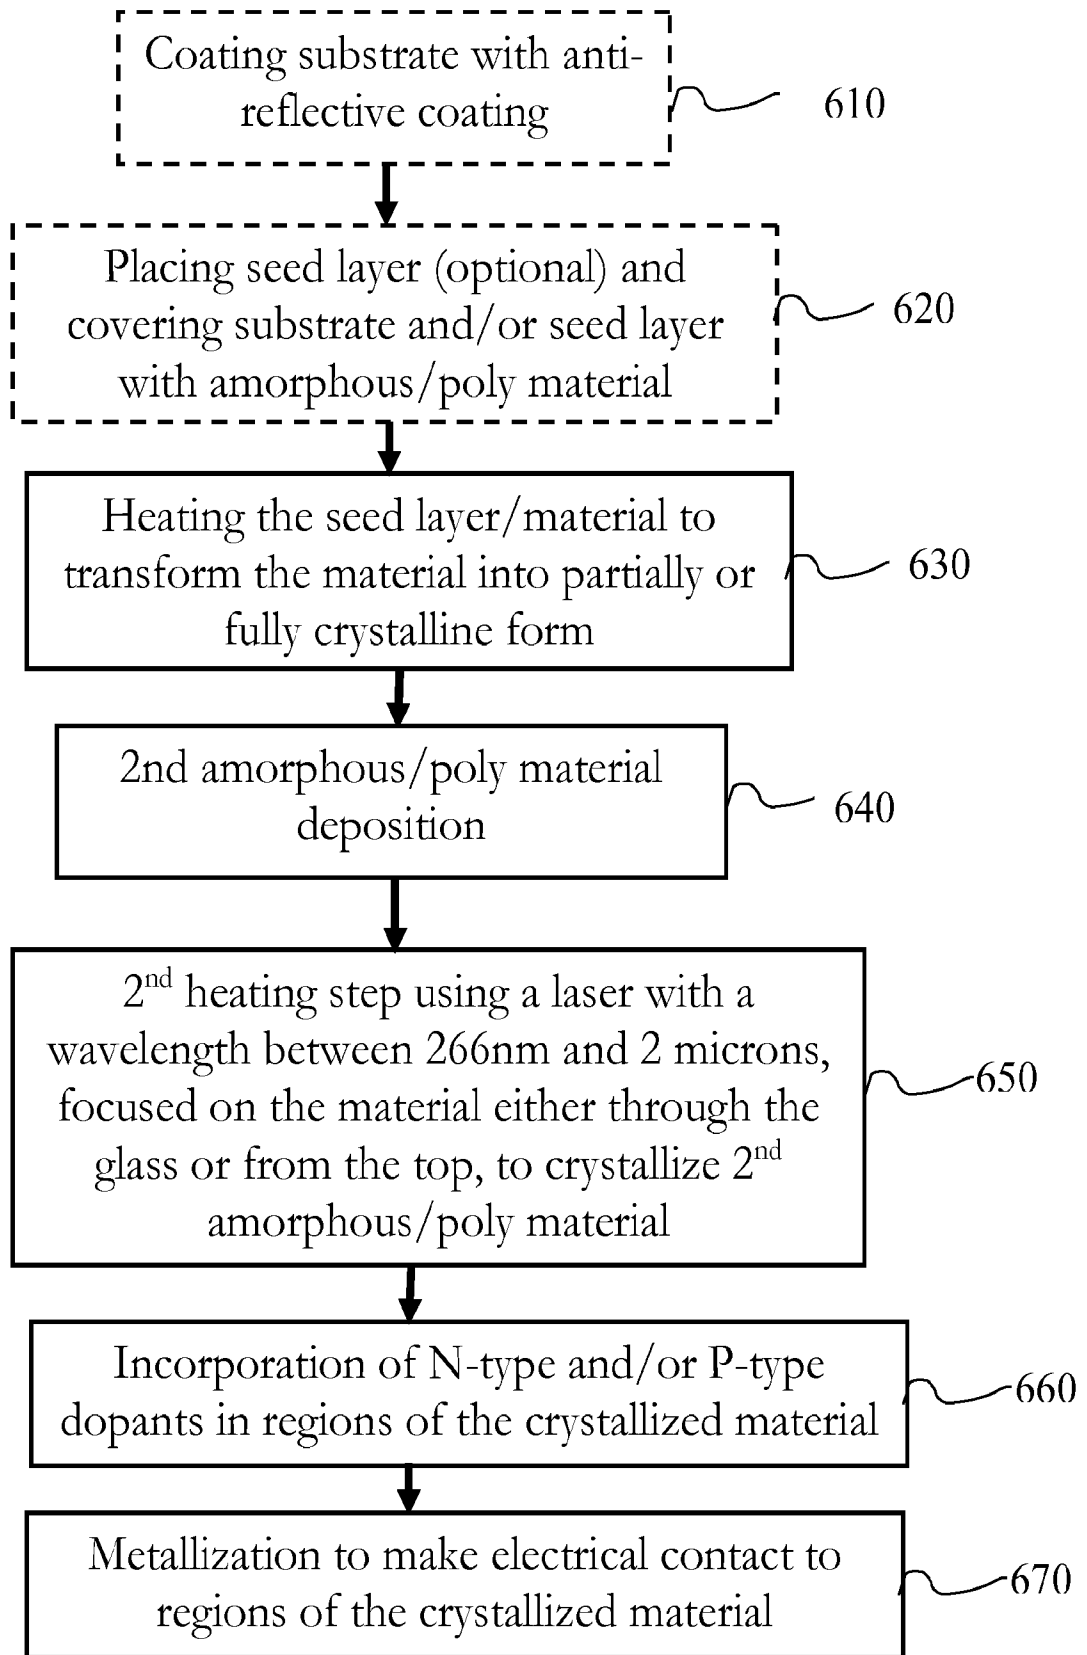 Coating substrate with anti-
reflective coating
610
Placing seed layer (optional) and
covering substrate and/or seed layer
with amorphous/poly material
620
Heating the seed layer/material to
transform the material into partially or
fully crystalline form
630
2nd amorphous/poly material
deposition
640
2nd heating step using a laser with a
wavelength between 266nm and 2 microns,
focused on the material either through the
glass or from the top, to crystallize 2nd
amorphous/poly material
650
Incorporation of N-type and/or P-type
dopants in regions of the crystallized material
660
Metallization to make electrical contact to
regions of the crystallized material
670